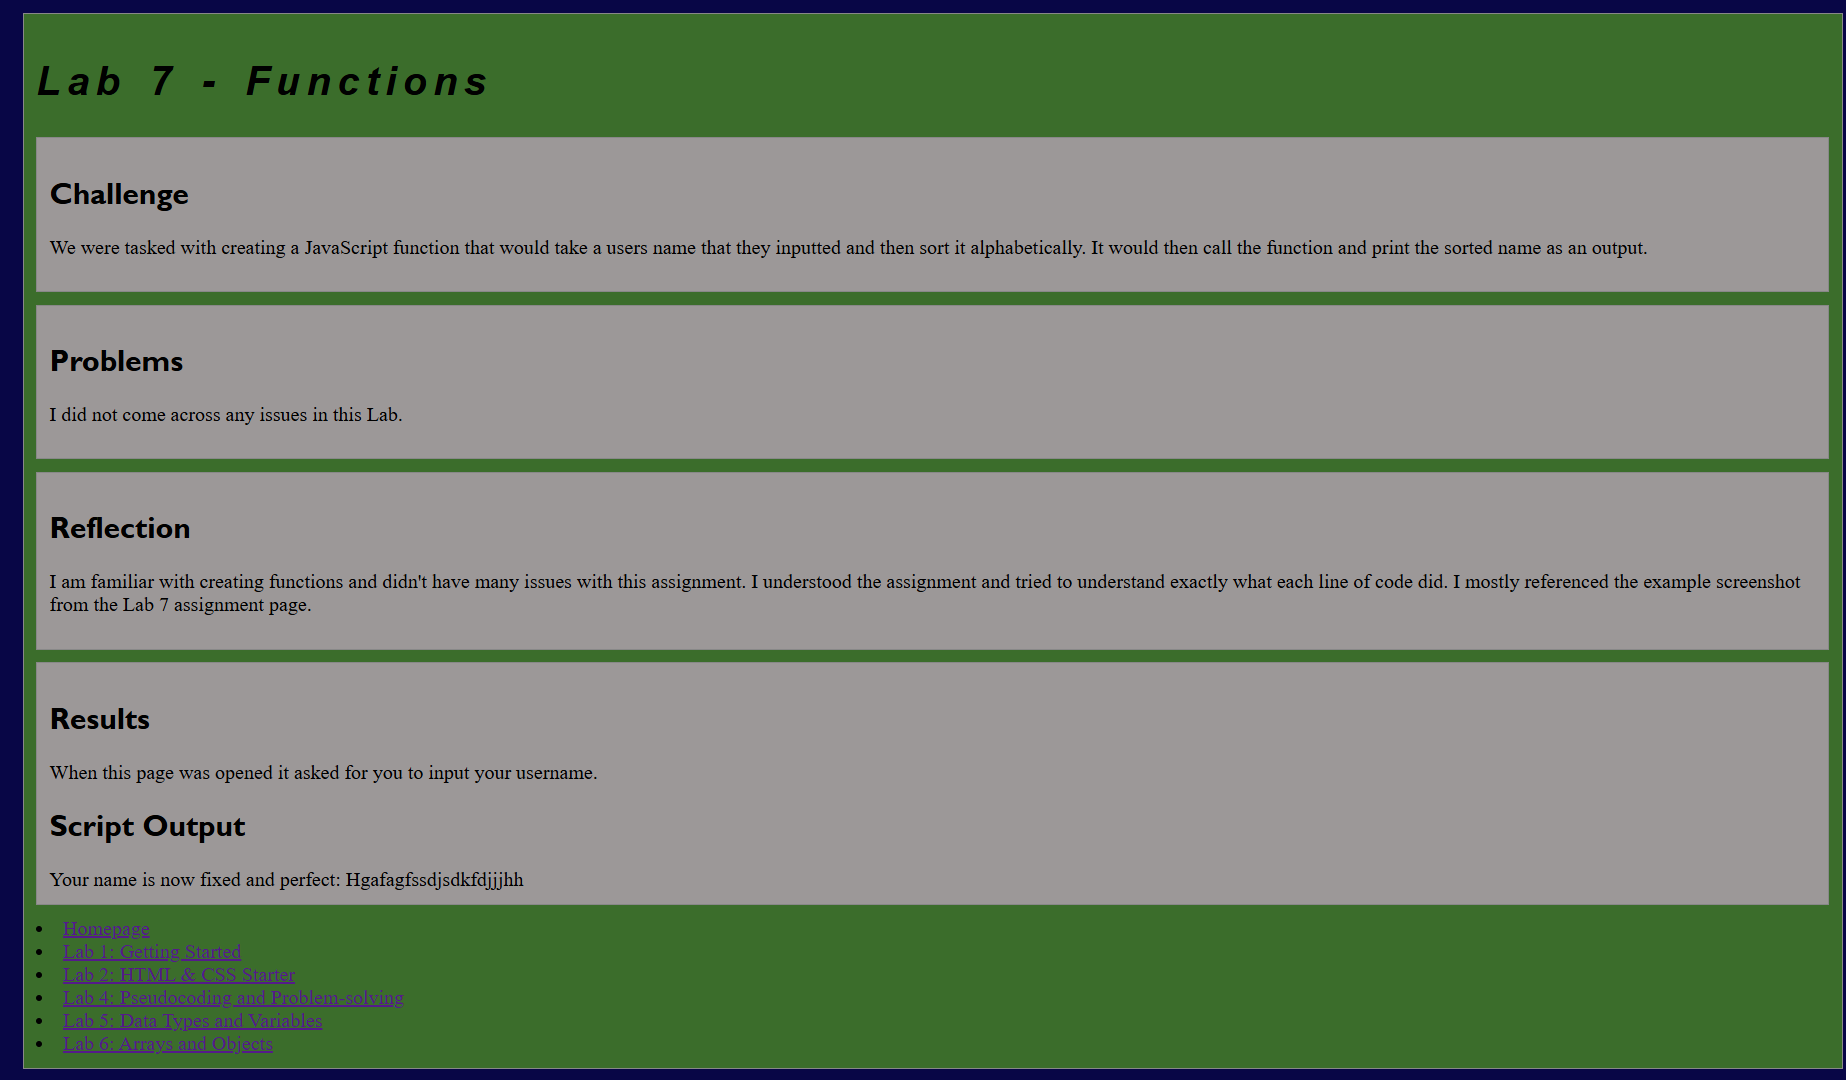 Lab 7 - Functions
Challenge
We were tasked with creating a JavaScript function that would take a users name that they inputted and then sort it alphabetically. It would then call the function and print the sorted name as an output.
Problems
I did not come across any issues in this Lab.
Reflection
I am familiar with creating functions and didn't have many issues with this assignment. I understood the assignment and tried to understand exactly what each line of code did. I mostly referenced the example screenshot
from the Lab 7 assignment page.
Results
When this page was opened it asked for you to input your username.
Script Output
Your name is now fixed and perfect: Hgafagfssdjsdkfdjjjhh
Homepage
Lab 1: Getting Started
Lab 2: HTML & CSS Starter
Lab 4: Pseudocoding and Problem-solving
Lab 5: Data Types and Variables
Lab 6: Arrays and Objects